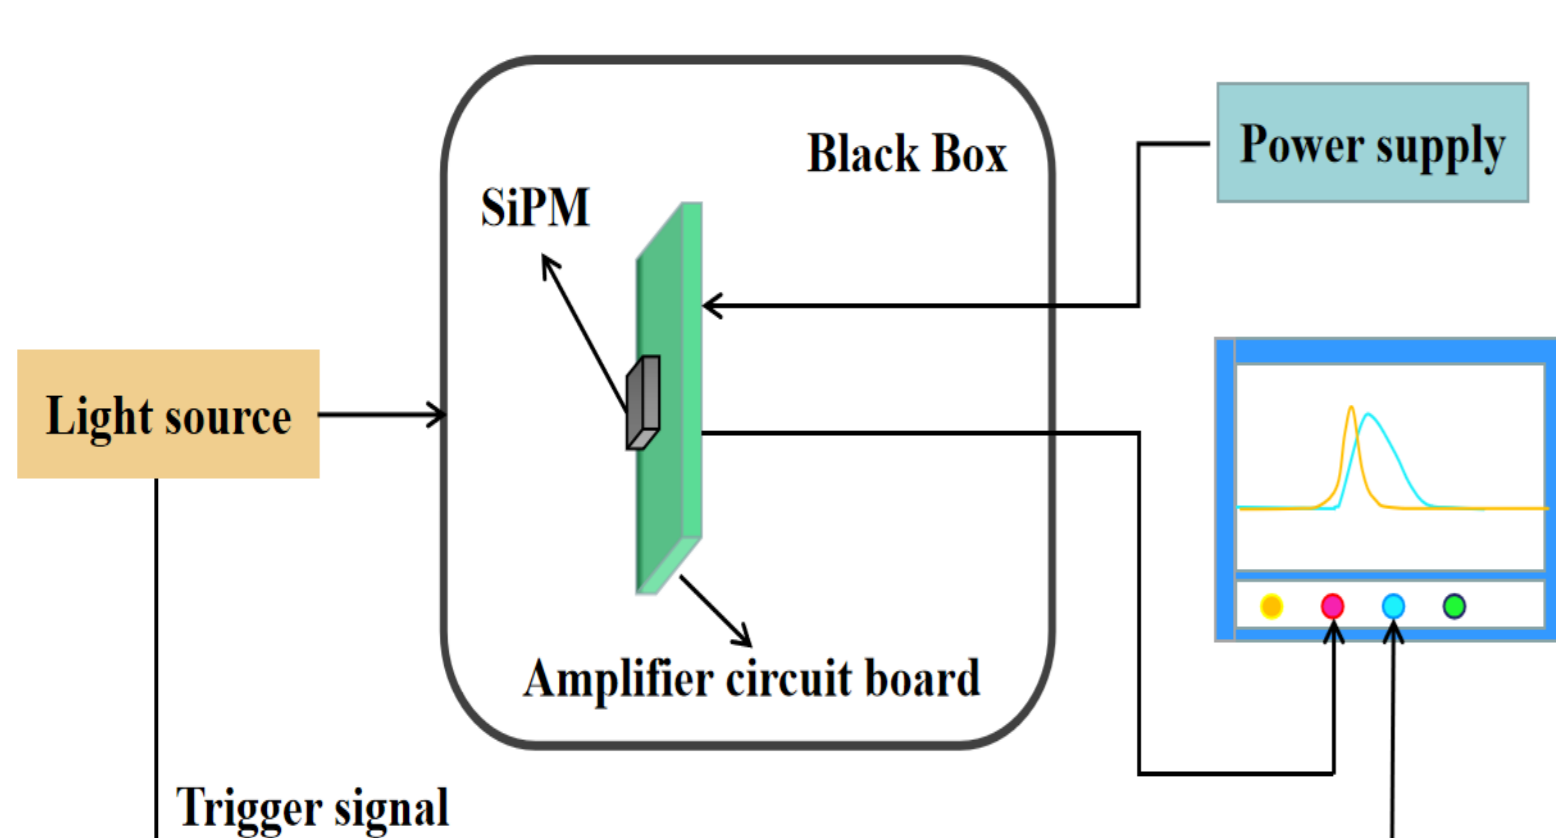 Black Box
Power supply
SiPM
Light source
Amplifier circuit board
Trigger signal